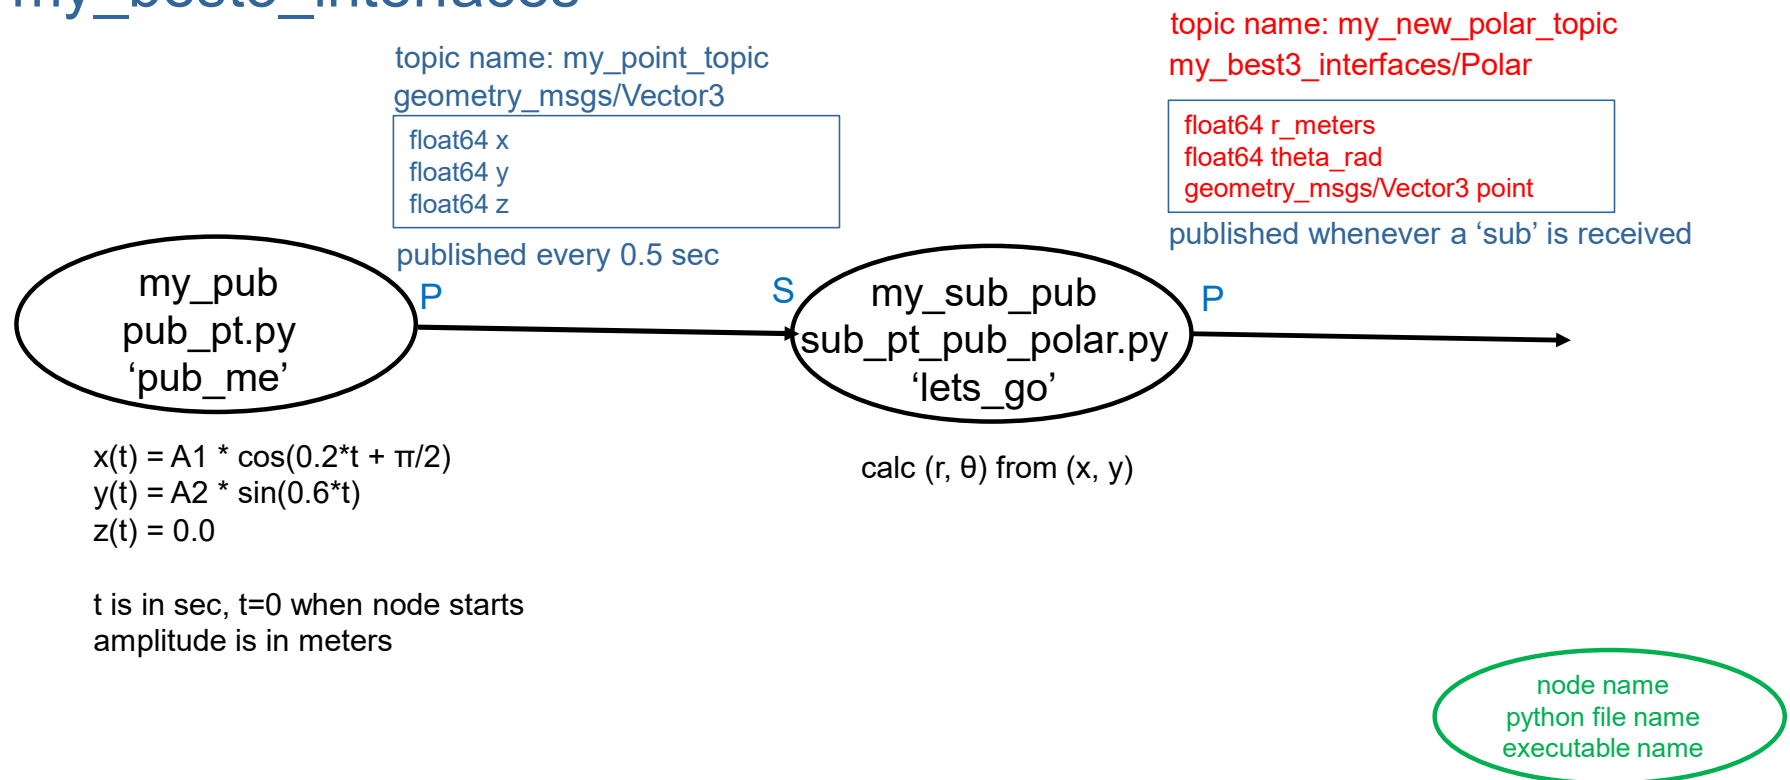 topic name: my_new_polar_topic
my_best3_interfaces/Polar
float64 r_meters
float64 theta_rad
geometry_msgs/Vector3 point
published whenever a ‘sub’ is received
topic name: my_point_topic
geometry_msgs/Vector3
float64 x
float64 y
float64 z
published every 0.5 sec
my_pub
pub_pt.py
‘pub_me’
P
S
my_sub_pub
sub_pt_pub_polar.py
‘lets_go’
P
x(t) = A1 * cos(0.2*t + π/2)
y(t) = A2 * sin(0.6*t)
z(t) = 0.0
t is in sec, t=0 when node starts
amplitude is in meters
calc (r, θ) from (x, y)
node name
python file name
executable name